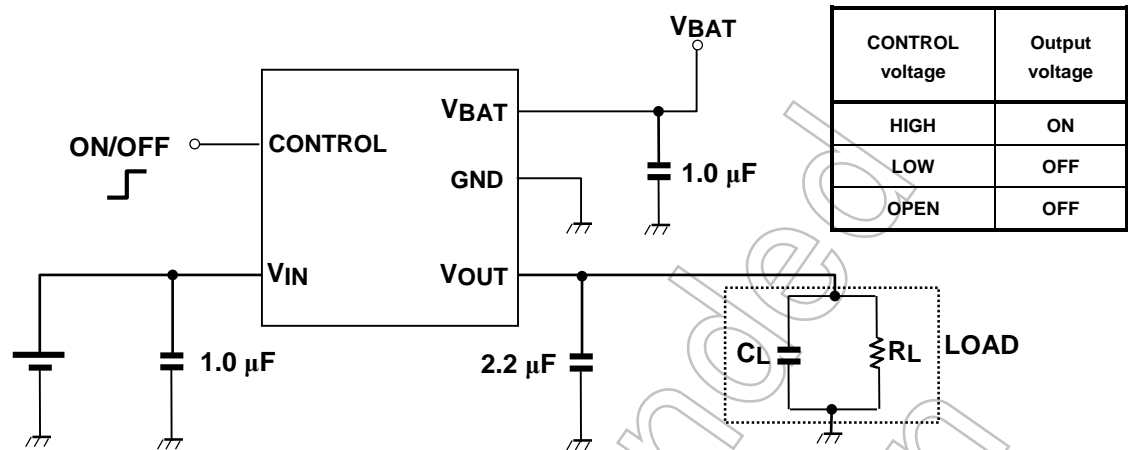 VBAT
CONTROL voltage
Output voltage
HIGH
ON
LOW
OFF
OPEN
OFF
ON/OFF
CONTROL
VBAT
GND
VIN
VOUT
1.0 μF
1.0 μF
2.2 μF
CL
RL
LOAD